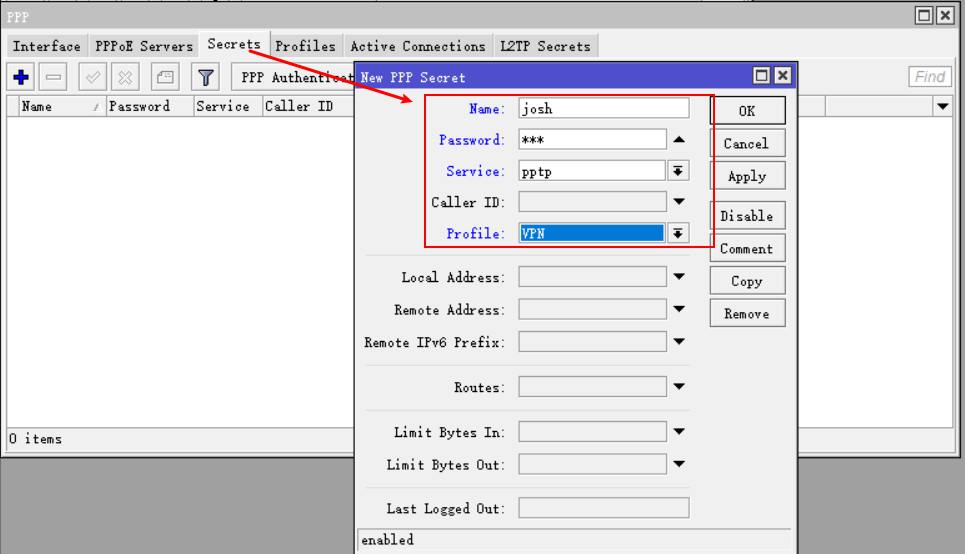 PPP
Interface PPPoE Servers Secrets Profiles Active Connections L2TP Secrets
PPP Authenticat
Find
Name Password Service Caller ID
0 items
New PPP Secret
Name: josh
Password: ***
Service: pptp
Caller ID:
Profile: VPN
Local Address:
Remote Address:
Remote IPv6 Prefix:
Routes:
Limit Bytes In:
Limit Bytes Out:
Last Logged Out:
enabled
OK
Cancel
Apply
Disable
Comment
Copy
Remove